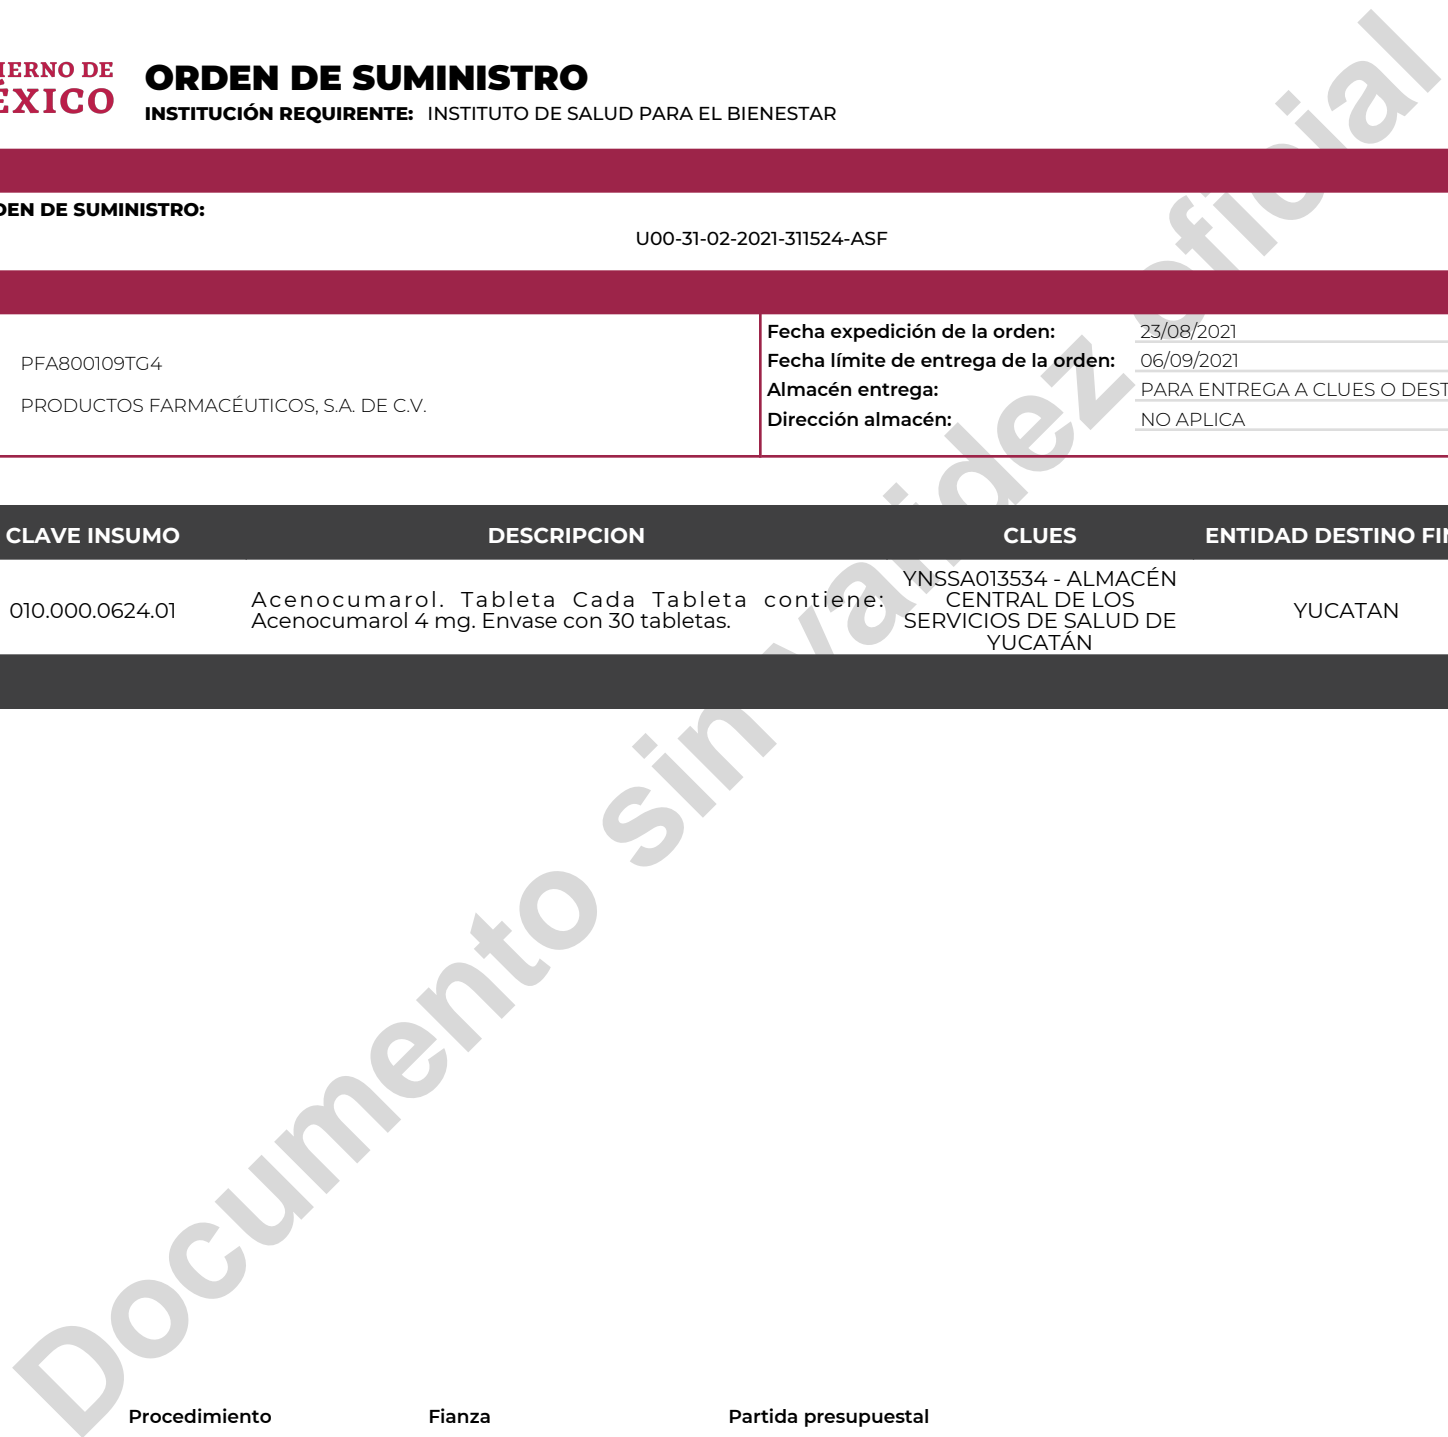 IERNO DE
ÉXICO
ORDEN DE SUMINISTRO
INSTITUCIÓN REQUIRENTE: INSTITUTO DE SALUD PARA EL BIENESTAR
DEN DE SUMINISTRO:
U00-31-02-2021-311524-ASF
PFA800109TG4
PRODUCTOS FARMACÉUTICOS, S.A. DE C.V.
Fecha expedición de la orden: 23/08/2021
Fecha límite de entrega de la orden: 06/09/2021
Almacén entrega: PARA ENTREGA A CLUES O DEST
Dirección almacén: NO APLICA
CLAVE INSUMO DESCRIPCION CLUES ENTIDAD DESTINO FIN
010.000.0624.01
Acenocumarol. Tableta Cada Tableta contiene:
Acenocumarol 4 mg. Envase con 30 tabletas.
YNSSA013534 - ALMACÉN
CENTRAL DE LOS
SERVICIOS DE SALUD DE
YUCATÁN
YUCATAN
Documento sin validez oficial
Procedimiento Fianza Partida presupuestal